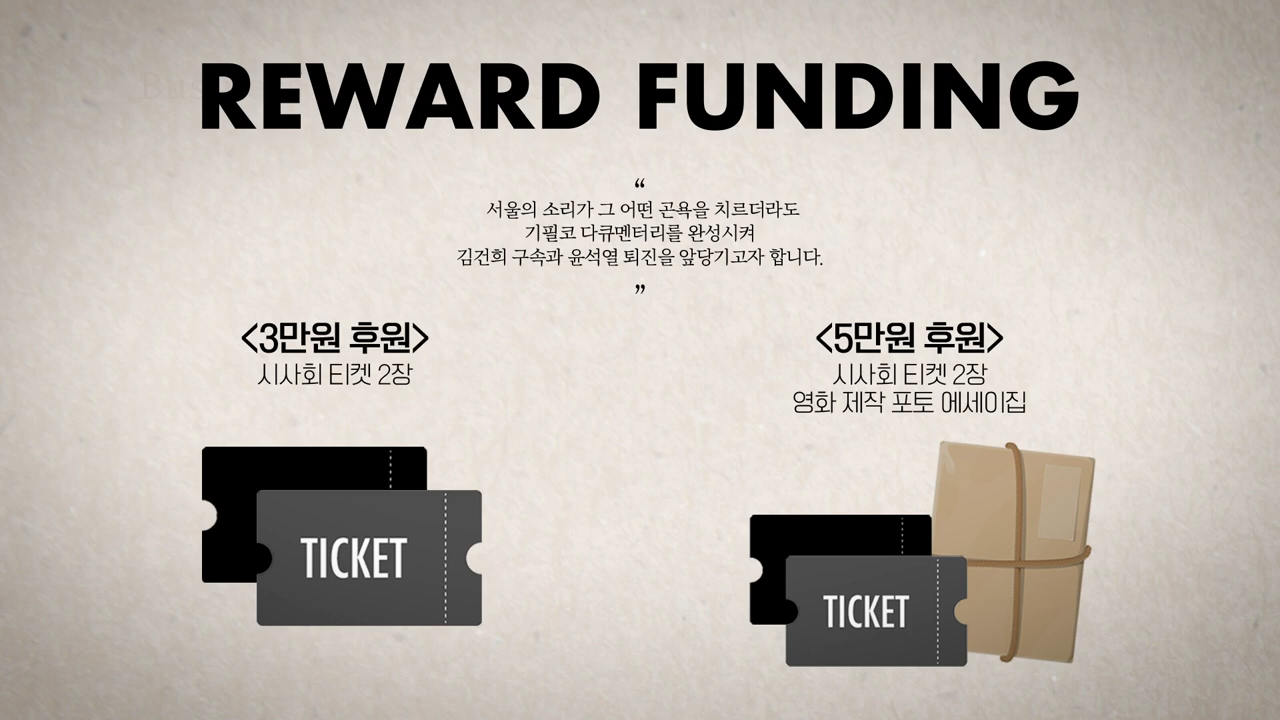 REWARD FUNDING
“
서울의 소리가 그 어떤 곤욕을 치르더라도
기필코 다큐멘터리를 완성시켜
김건희 구속과 윤석열 퇴진을 앞당기고자 합니다.
”
<3만원 후원>
시사회 티켓 2장
<5만원 후원>
시사회 티켓 2장
영화 제작 포토 에세이집
TICKET
TICKET